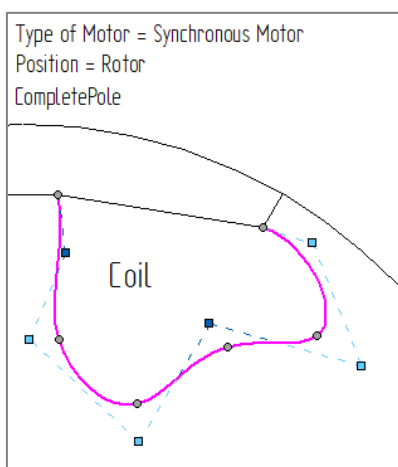 Type of Motor = Synchronous Motor
Position = Rotor
CompletePole
Coil